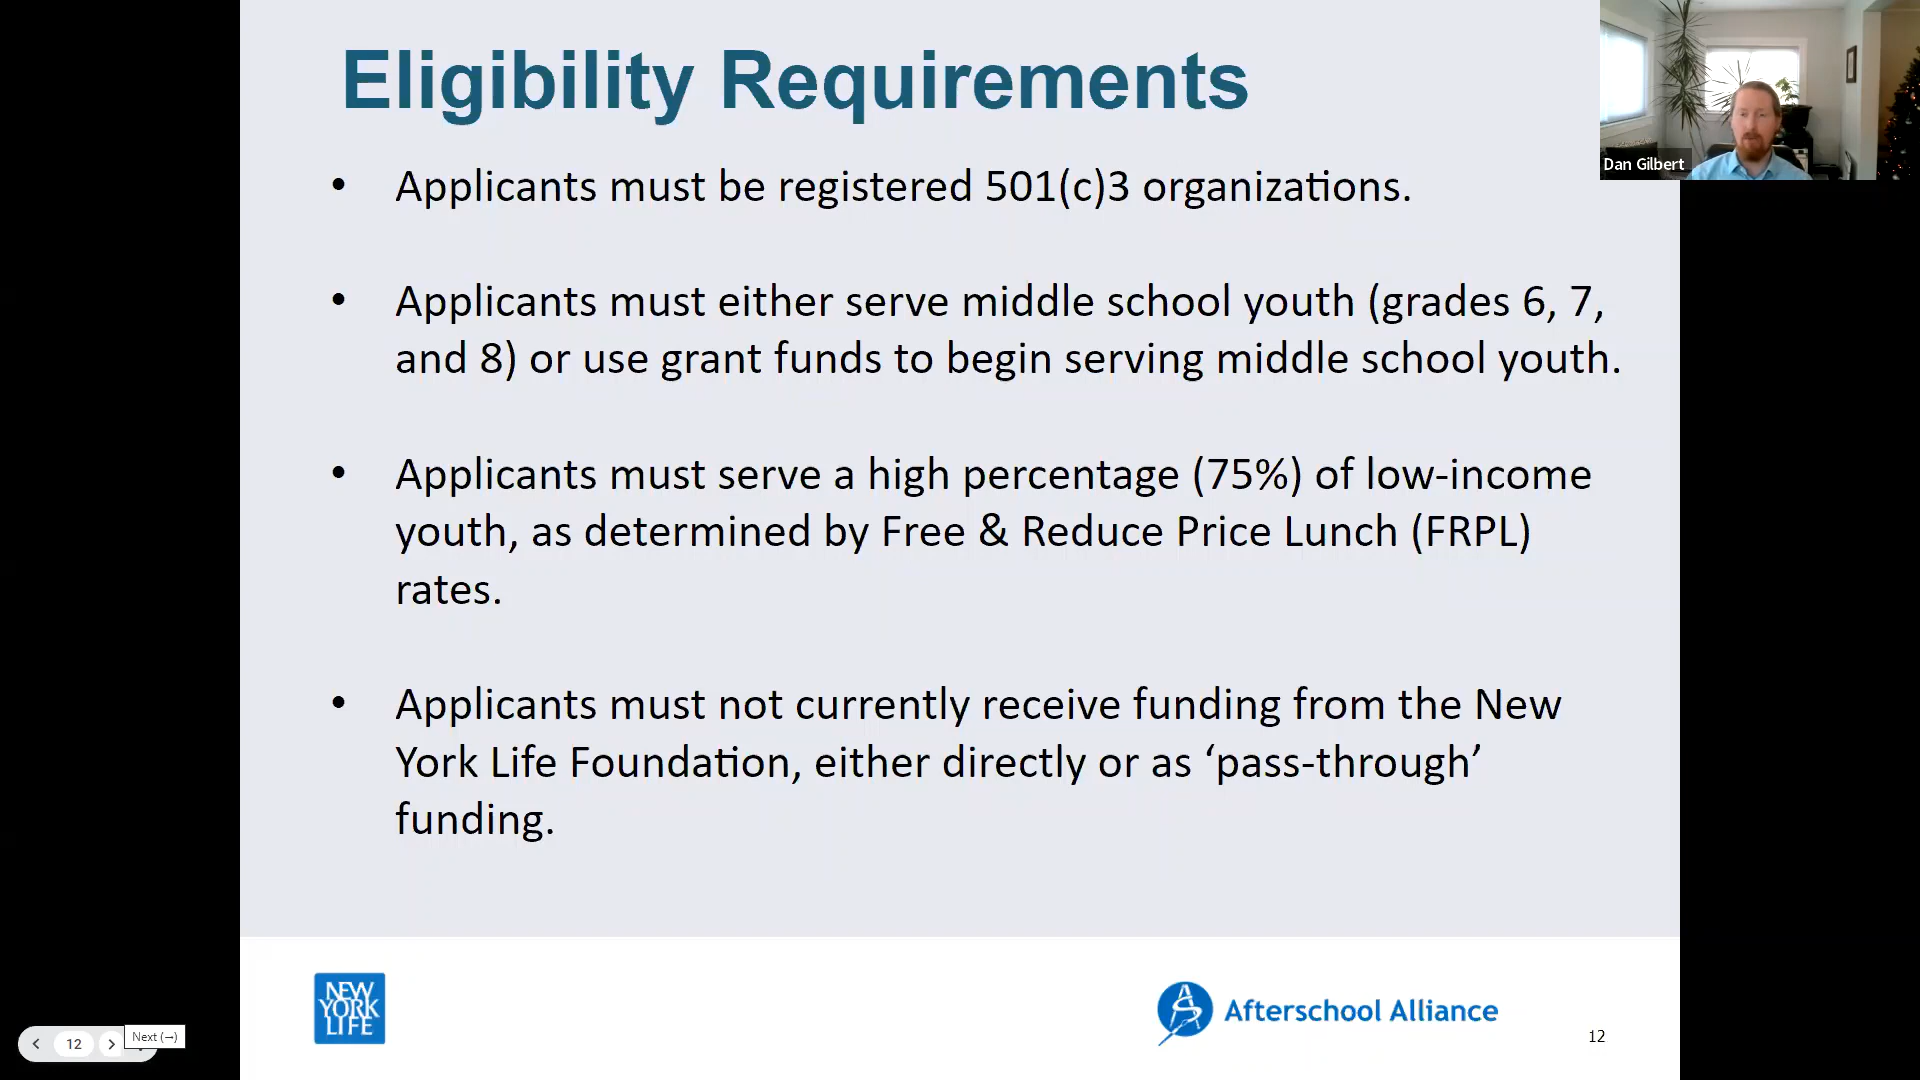 Eligibility Requirements
Dan Gilbert
• Applicants must be registered 501(c)3 organizations.
• Applicants must either serve middle school youth (grades 6, 7,
and 8) or use grant funds to begin serving middle school youth.
• Applicants must serve a high percentage (75%) of low-income
youth, as determined by Free & Reduce Price Lunch (FRPL)
rates.
• Applicants must not currently receive funding from the New
York Life Foundation, either directly or as ‘pass-through’
funding.
NEW
YORK
LIFE
Afterschool Alliance
12
12
Next (→)